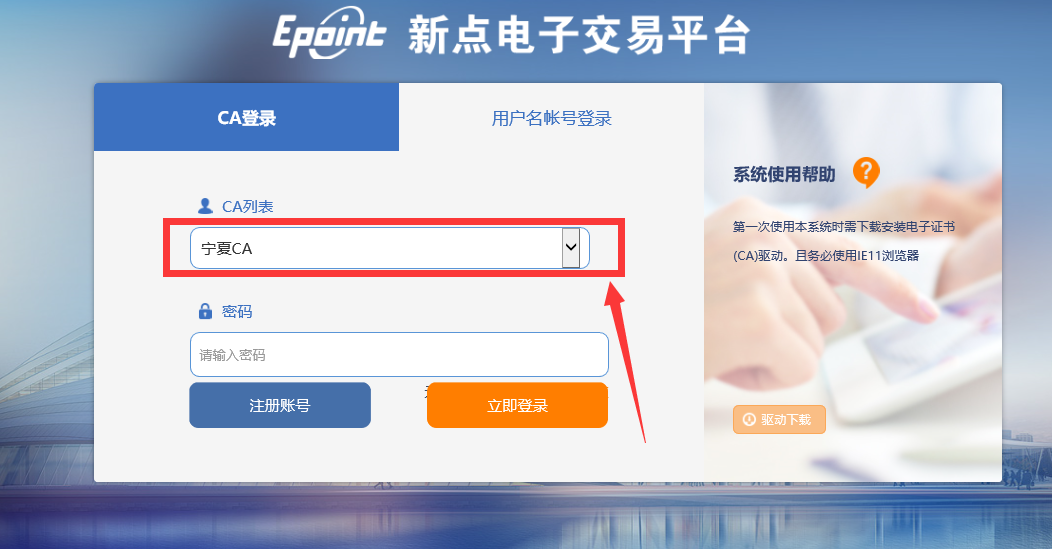 Epoint 新点电子交易平台
CA登录
用户名帐号登录
CA列表
宁夏CA
密码
请输入密码
注册账号
立即登录
系统使用帮助
?
第一次使用本系统时需下载安装电子证书
(CA)驱动。且务必使用IE11浏览器
驱动下载